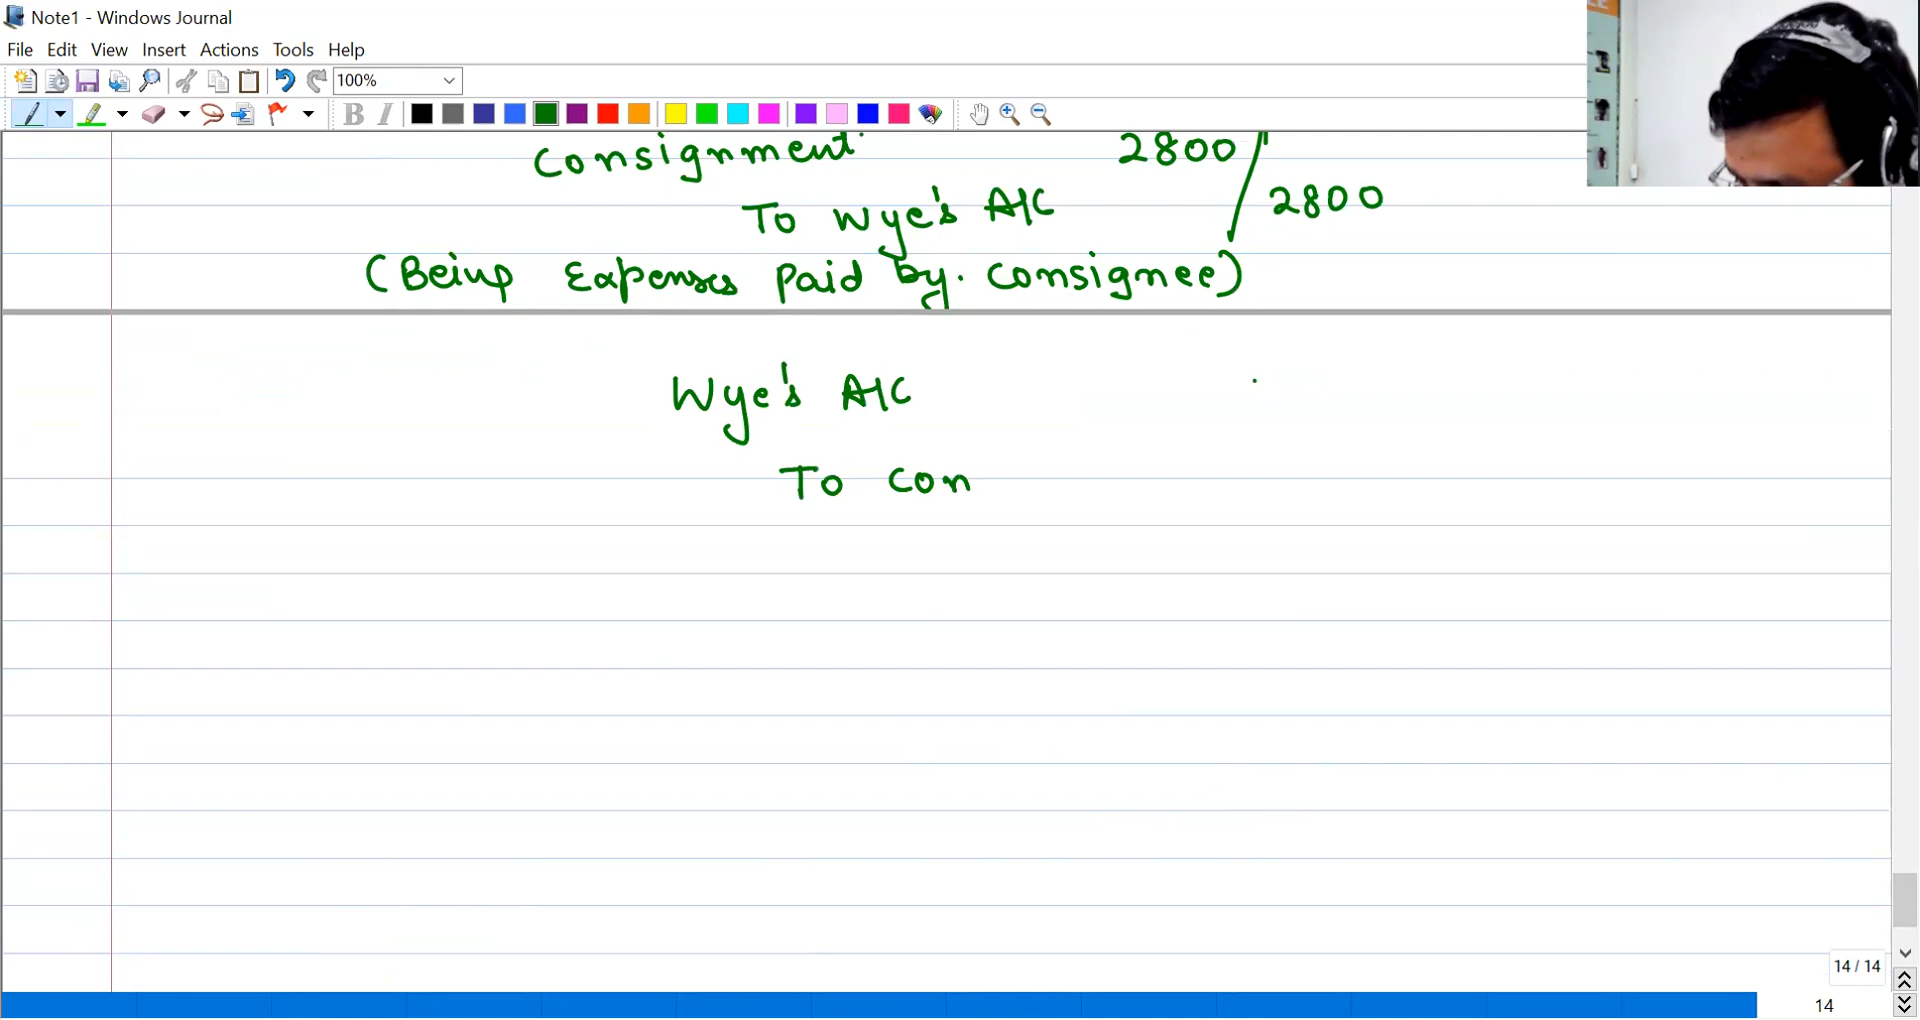 Note1 - Windows Journal
File Edit View Insert Actions Tools Help
100%
B I
Consignment 2800
To Wye's A/C 2800
(Being Expenses Paid by. Consignee)
Wye's A/C
To Con
14 / 14
14